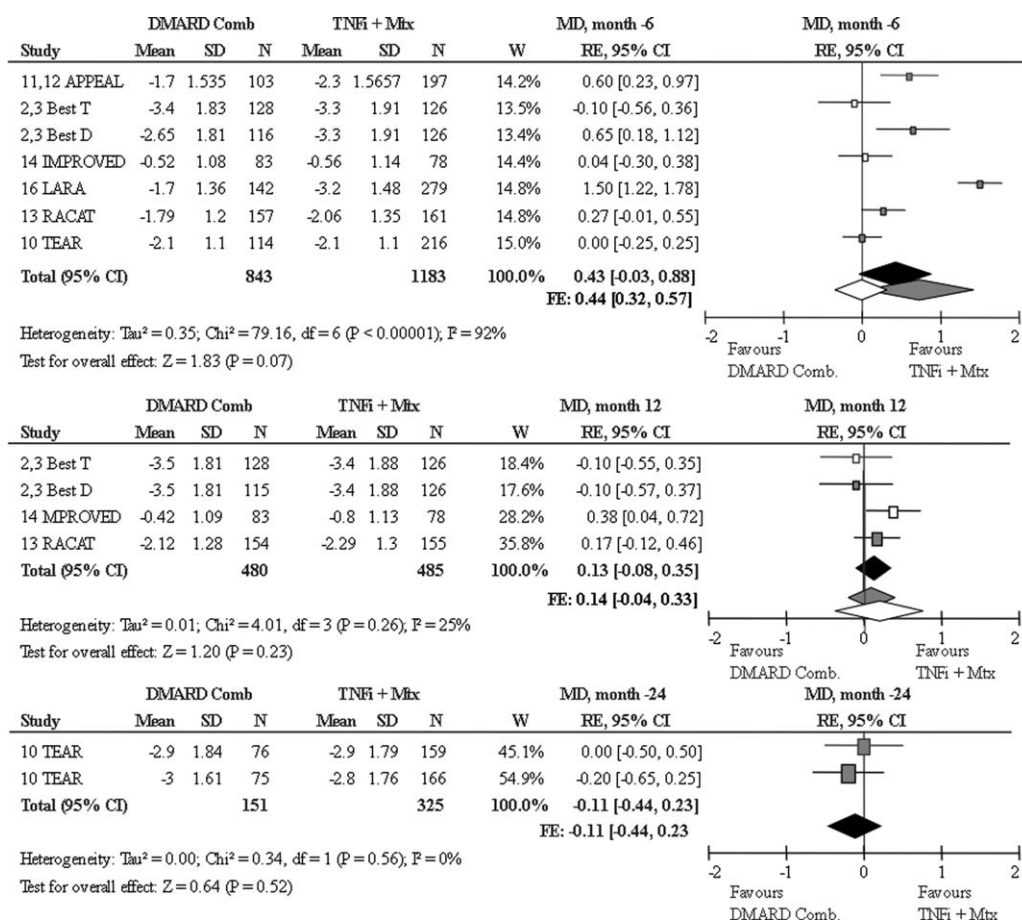 DMARD Comb TNFi + Mtx MD, month -6 MD, month -6
Study Mean SD N Mean SD N W RE, 95% CI RE, 95% CI
11,12 APPEAL -1.7 1.535 103 -2.3 1.5657 197 14.2% 0.60 [0.23, 0.97]
2,3 Best T -3.4 1.83 128 -3.3 1.91 126 13.5% -0.10 [-0.56, 0.36]
2,3 Best D -2.65 1.81 116 -3.3 1.91 126 13.4% 0.65 [0.18, 1.12]
14 IMPROVED -0.52 1.08 83 -0.56 1.14 78 14.4% 0.04 [-0.30, 0.38]
16 LARA -1.7 1.36 142 -3.2 1.48 279 14.8% 1.50 [1.22, 1.78]
13 RACAT -1.79 1.2 157 -2.06 1.35 161 14.8% 0.27 [-0.01, 0.55]
10 TEAR -2.1 1.1 114 -2.1 1.1 216 15.0% 0.00 [-0.25, 0.25]
Total (95% CI) 843 1183 100.0% 0.43 [-0.03, 0.88]
FE: 0.44 [0.32, 0.57]
Heterogeneity: Tau² = 0.35; Chi² = 79.16, df = 6 (P < 0.00001); I² = 92%
Test for overall effect: Z = 1.83 (P = 0.07)
-2 -1 0 1 2
Favours Favours
DMARD Comb. TNFi + Mtx
DMARD Comb TNFi + Mtx MD, month 12 MD, month 12
Study Mean SD N Mean SD N W RE, 95% CI RE, 95% CI
2,3 Best T -3.5 1.81 128 -3.4 1.88 126 18.4% -0.10 [-0.55, 0.35]
2,3 Best D -3.5 1.81 115 -3.4 1.88 126 17.6% -0.10 [-0.57, 0.37]
14 MPROVED -0.42 1.09 83 -0.8 1.13 78 28.2% 0.38 [0.04, 0.72]
13 RACAT -2.12 1.28 154 -2.29 1.3 155 35.8% 0.17 [-0.12, 0.46]
Total (95% CI) 480 485 100.0% 0.13 [-0.08, 0.35]
FE: 0.14 [-0.04, 0.33]
Heterogeneity: Tau² = 0.01; Chi² = 4.01, df = 3 (P = 0.26); I² = 25%
Test for overall effect: Z = 1.20 (P = 0.23)
-2 -1 0 1 2
Favours Favours
DMARD Comb. TNFi + Mtx
DMARD Comb TNFi + Mtx MD, month -24 MD, month -24
Study Mean SD N Mean SD N W RE, 95% CI RE, 95% CI
10 TEAR -2.9 1.84 76 -2.9 1.79 159 45.1% 0.00 [-0.50, 0.50]
10 TEAR -3 1.61 75 -2.8 1.76 166 54.9% -0.20 [-0.65, 0.25]
Total (95% CI) 151 325 100.0% -0.11 [-0.44, 0.23]
FE: -0.11 [-0.44, 0.23
Heterogeneity: Tau² = 0.00; Chi² = 0.34, df = 1 (P = 0.56); I² = 0%
Test for overall effect: Z = 0.64 (P = 0.52)
-2 -1 0 1 2
Favours Favours
DMARD Comb. TNFi + Mtx